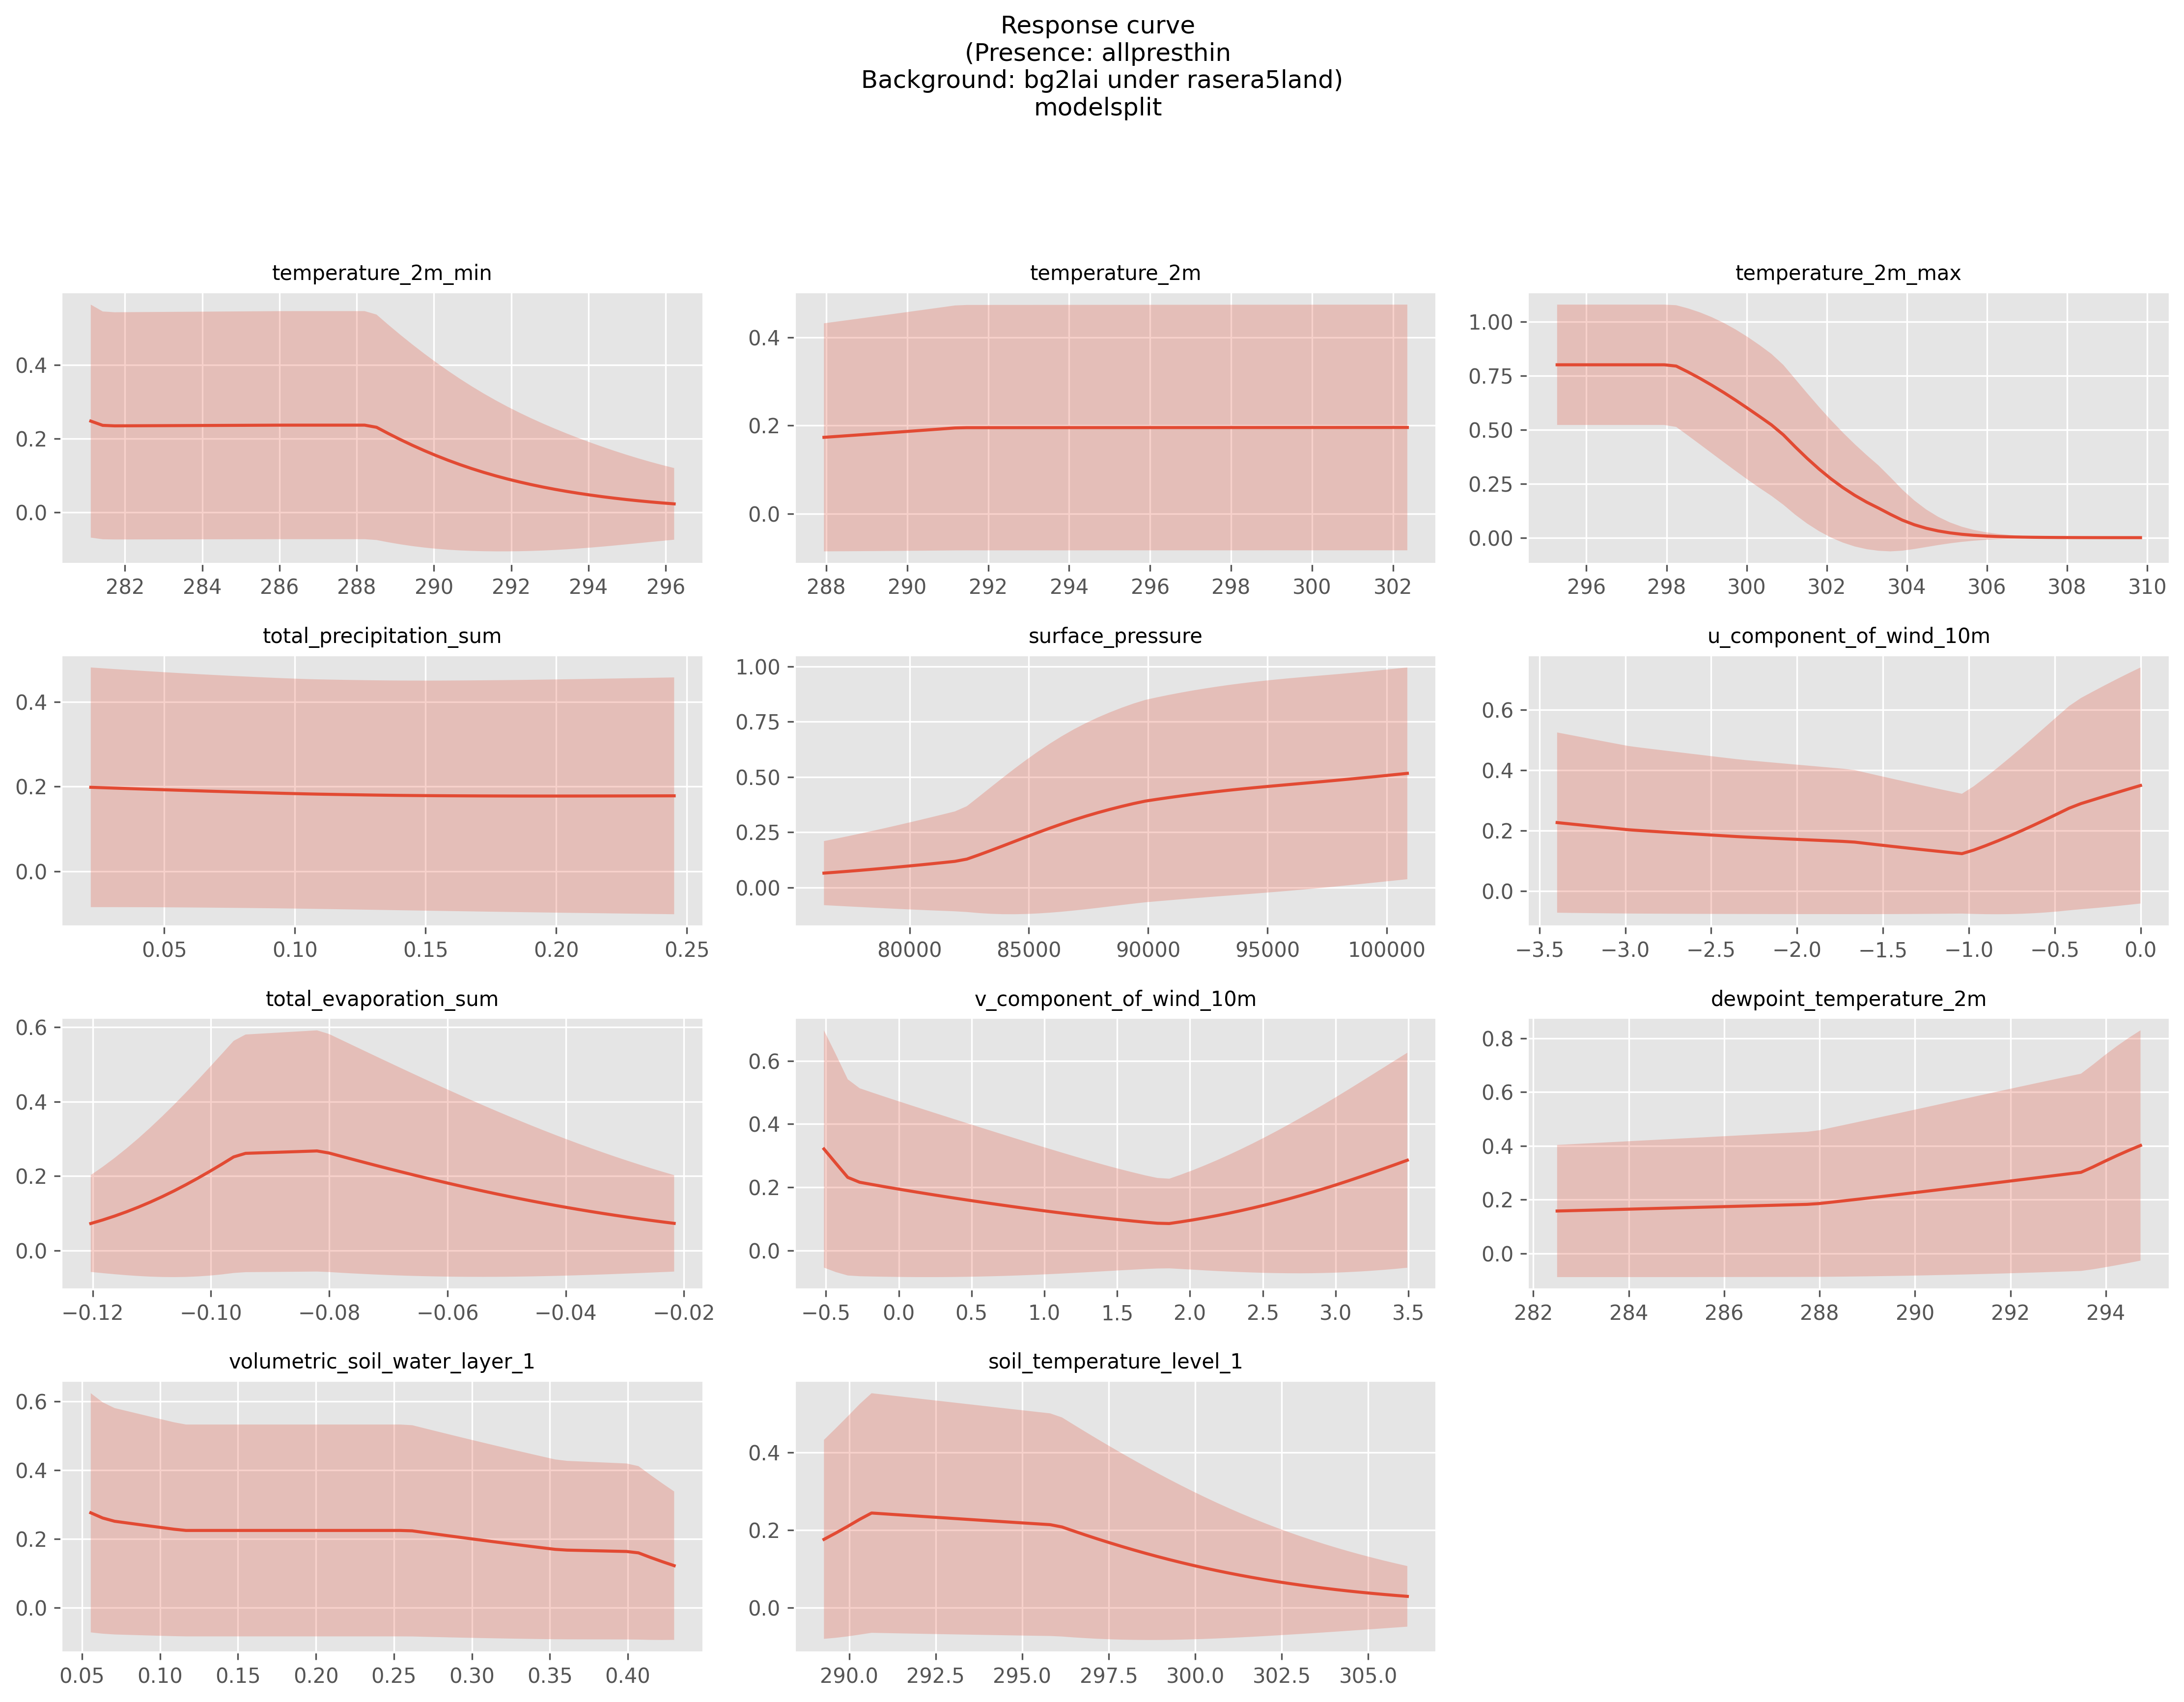 Response curve
(Presence: allpresthin
Background: bg2lai under rasera5land)
modelsplit
temperature_2m_min
0.4
0.2
0.0
282 284 286 288 290 292 294 296
temperature_2m
0.4
0.2
0.0
288 290 292 294 296 298 300 302
temperature_2m_max
1.00
0.75
0.50
0.25
0.00
296 298 300 302 304 306 308 310
total_precipitation_sum
0.4
0.2
0.0
0.05 0.10 0.15 0.20 0.25
surface_pressure
1.00
0.75
0.50
0.25
0.00
80000 85000 90000 95000 100000
u_component_of_wind_10m
0.6
0.4
0.2
0.0
−3.5 −3.0 −2.5 −2.0 −1.5 −1.0 −0.5 0.0
total_evaporation_sum
0.6
0.4
0.2
0.0
−0.12 −0.10 −0.08 −0.06 −0.04 −0.02
v_component_of_wind_10m
0.6
0.4
0.2
0.0
−0.5 0.0 0.5 1.0 1.5 2.0 2.5 3.0 3.5
dewpoint_temperature_2m
0.8
0.6
0.4
0.2
0.0
282 284 286 288 290 292 294
volumetric_soil_water_layer_1
0.6
0.4
0.2
0.0
0.05 0.10 0.15 0.20 0.25 0.30 0.35 0.40
soil_temperature_level_1
0.4
0.2
0.0
290.0 292.5 295.0 297.5 300.0 302.5 305.0